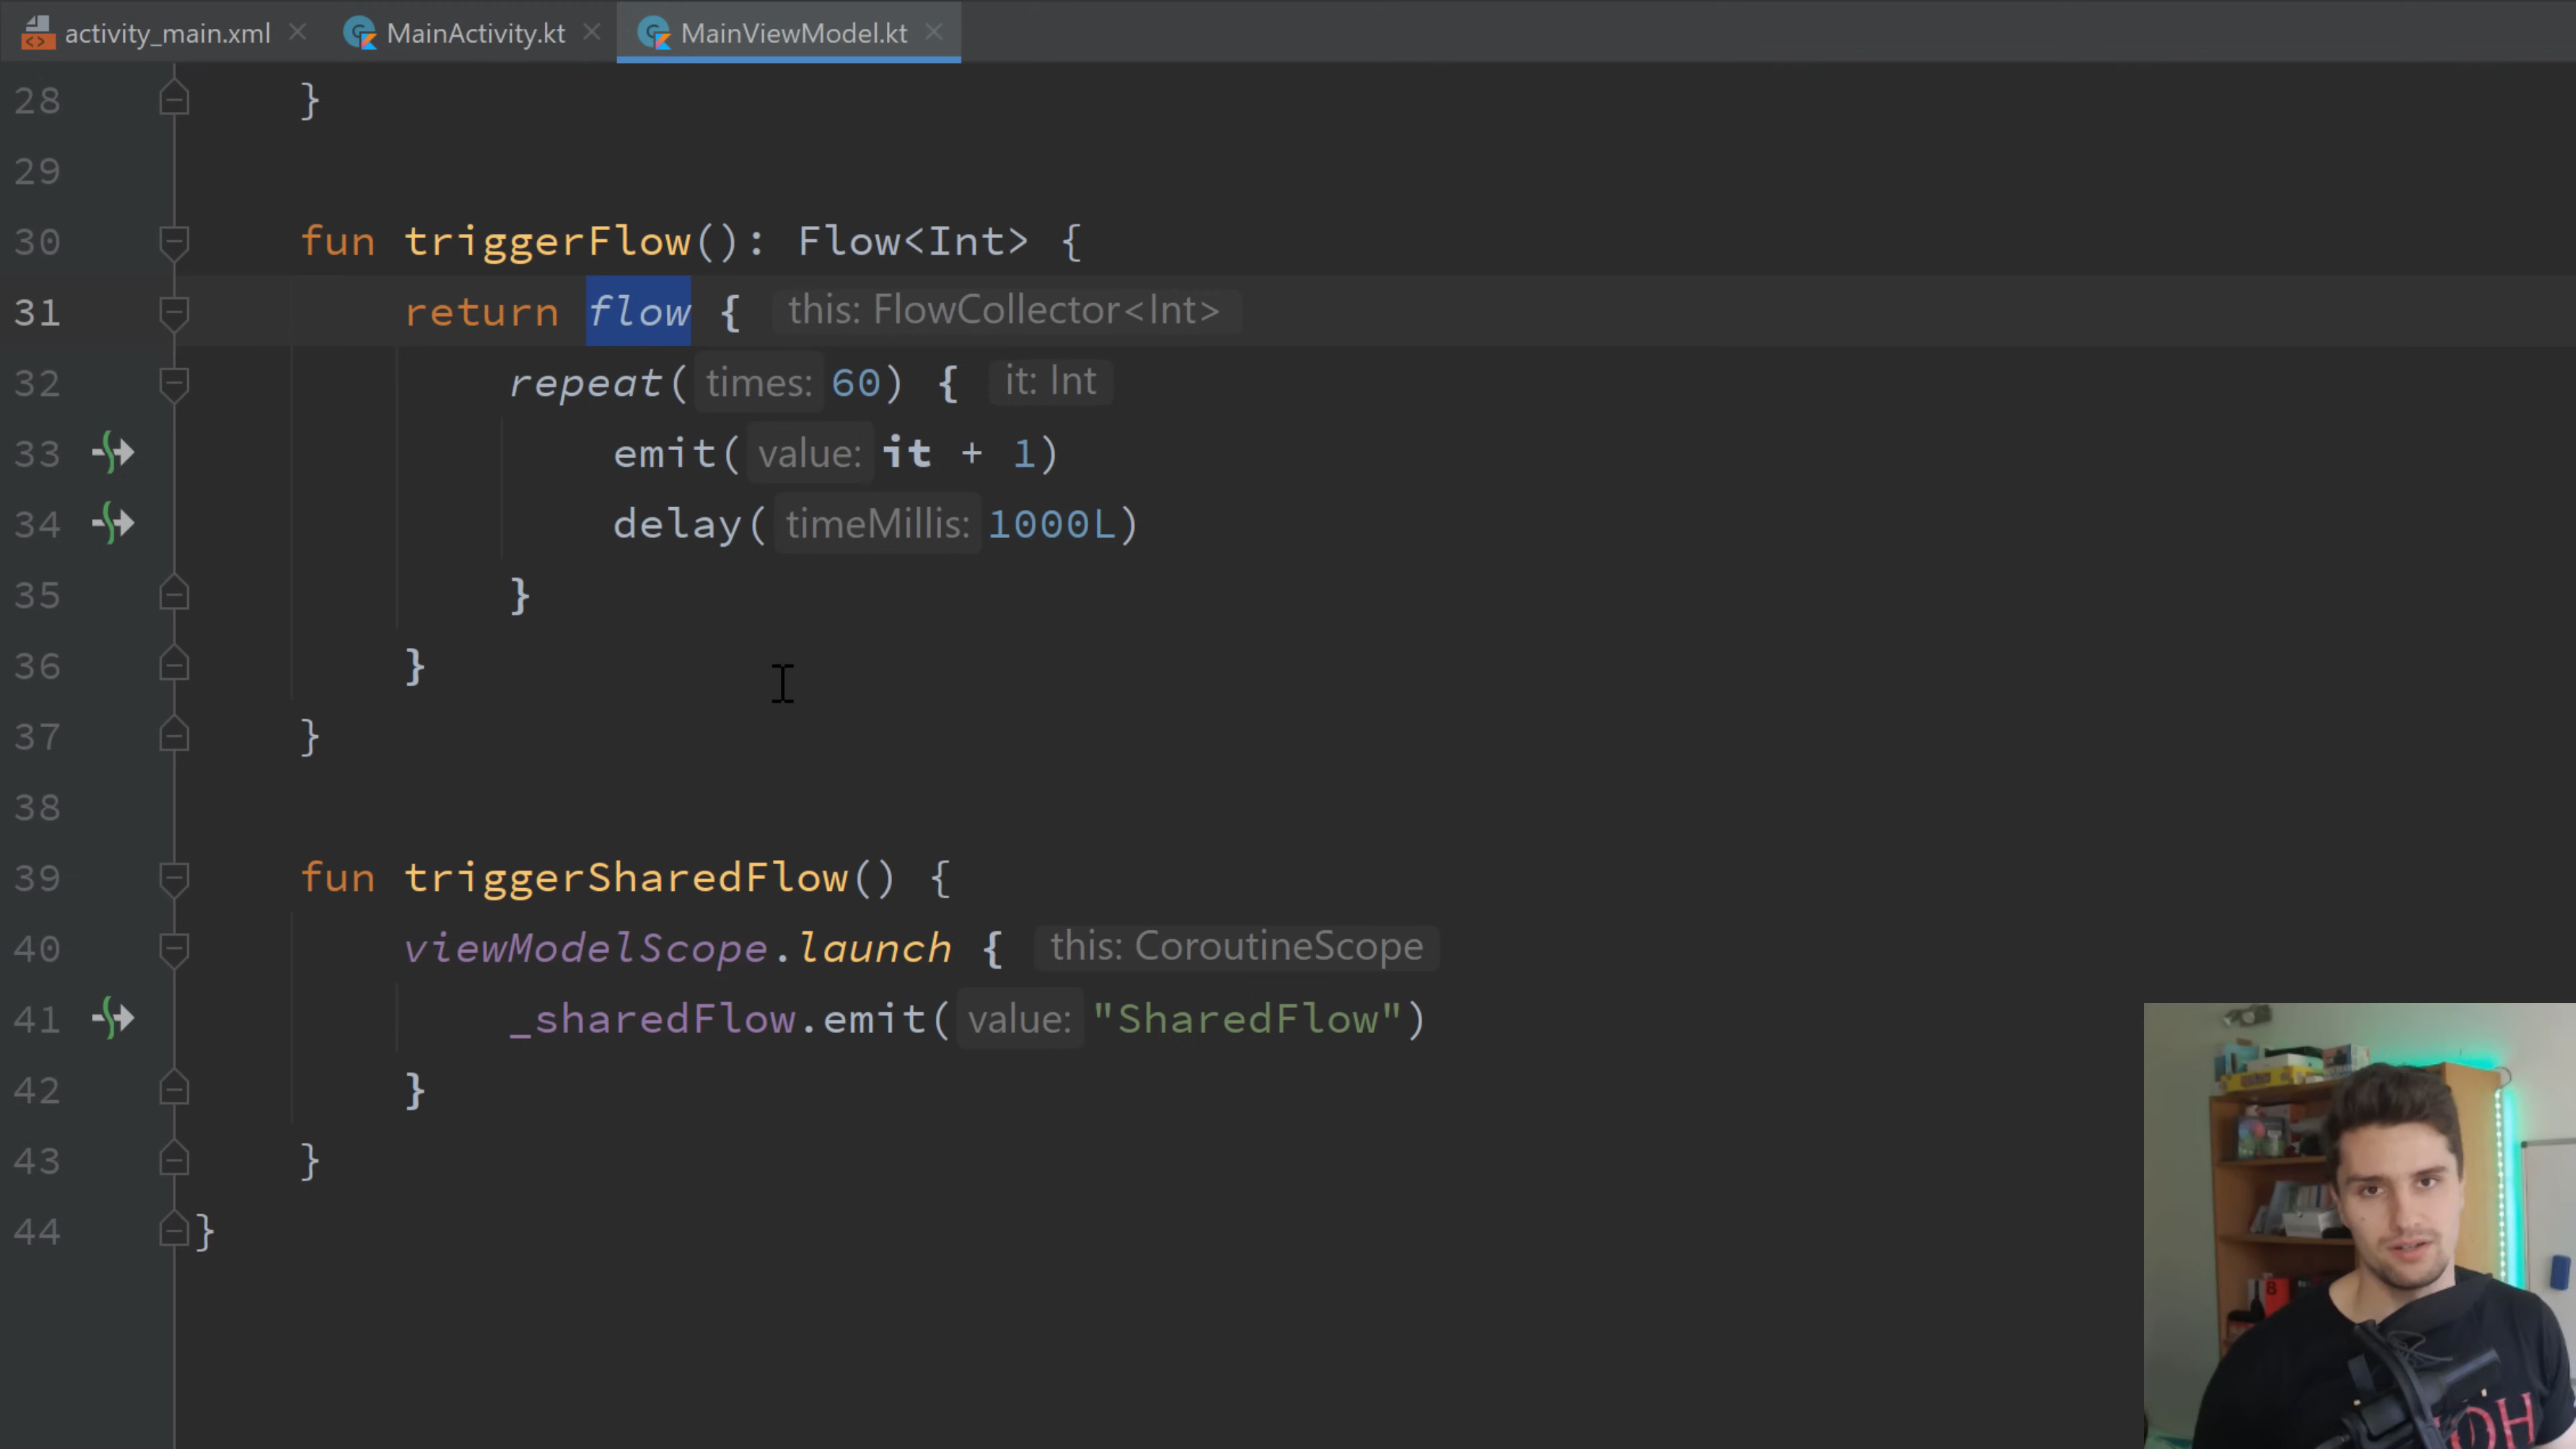 activity_main.xml MainActivity.kt MainViewModel.kt
28 }
29
30 fun triggerFlow(): Flow<Int> {
31 return flow { this: FlowCollector<Int>
32 repeat( times: 60) { it: Int
33 emit( value: it + 1)
34 delay( timeMillis: 1000L)
35 }
36 }
37 }
38
39 fun triggerSharedFlow() {
40 viewModelScope.launch { this: CoroutineScope
41 _sharedFlow.emit( value: "SharedFlow")
42 }
43 }
44 }